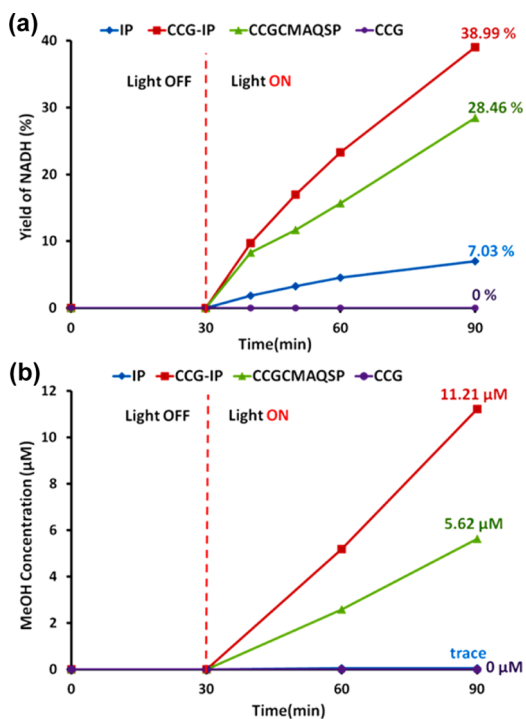 (a)
IP CCG-IP CCGCMAQSP CCG
50
40
30
20
10
0
Yield of NADH (%)
Light OFF Light ON
38.99 %
28.46 %
7.03 %
0 %
0 30 60 90
Time(min)
(b)
IP CCG-IP CCGCMAQSP CCG
12
10
8
6
4
2
0
MeOH Concentration(µM)
Light OFF Light ON
11.21 µM
5.62 µM
trace
0 µM
0 30 60 90
Time(min)